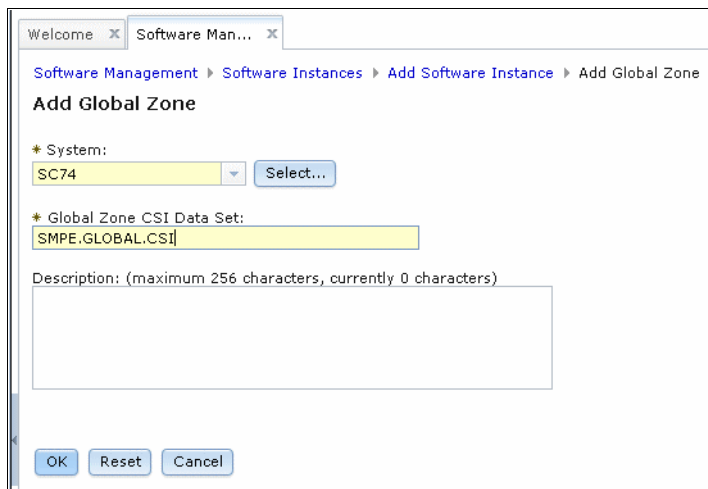 Welcome X Software Man... X
Software Management Software Instances Add Software Instance Add Global Zone
Add Global Zone
* System:
SC74 Select...
* Global Zone CSI Data Set:
SMPE.GLOBAL.CSI
Description: (maximum 256 characters, currently 0 characters)
OK Reset Cancel